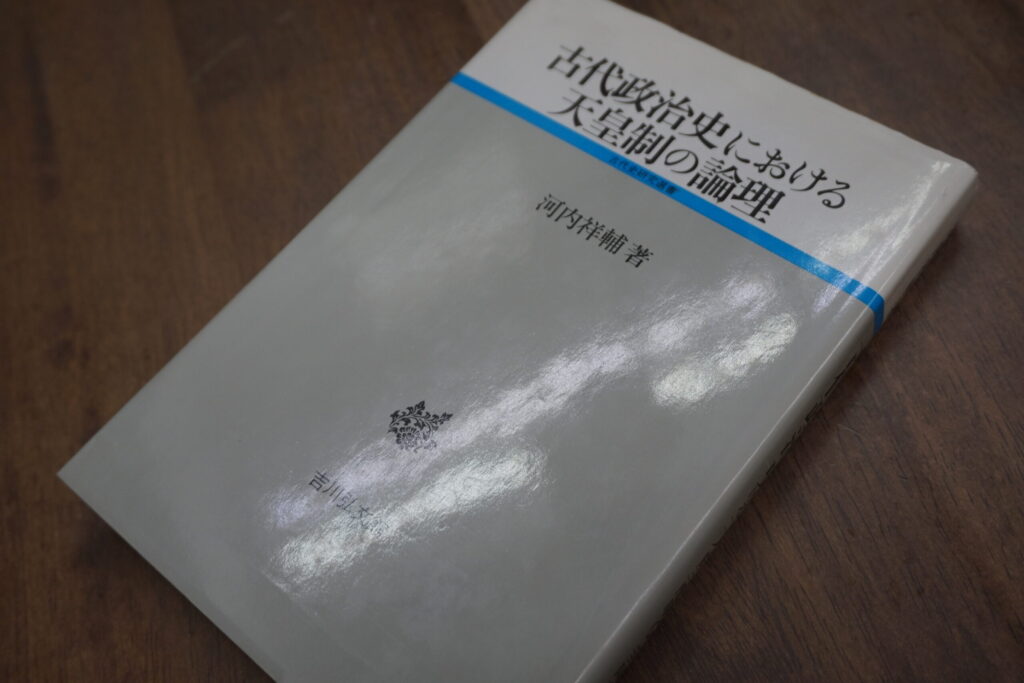 古代政治史における
天皇制の論理
古代史研究選書
河内祥輔 著
吉川弘文